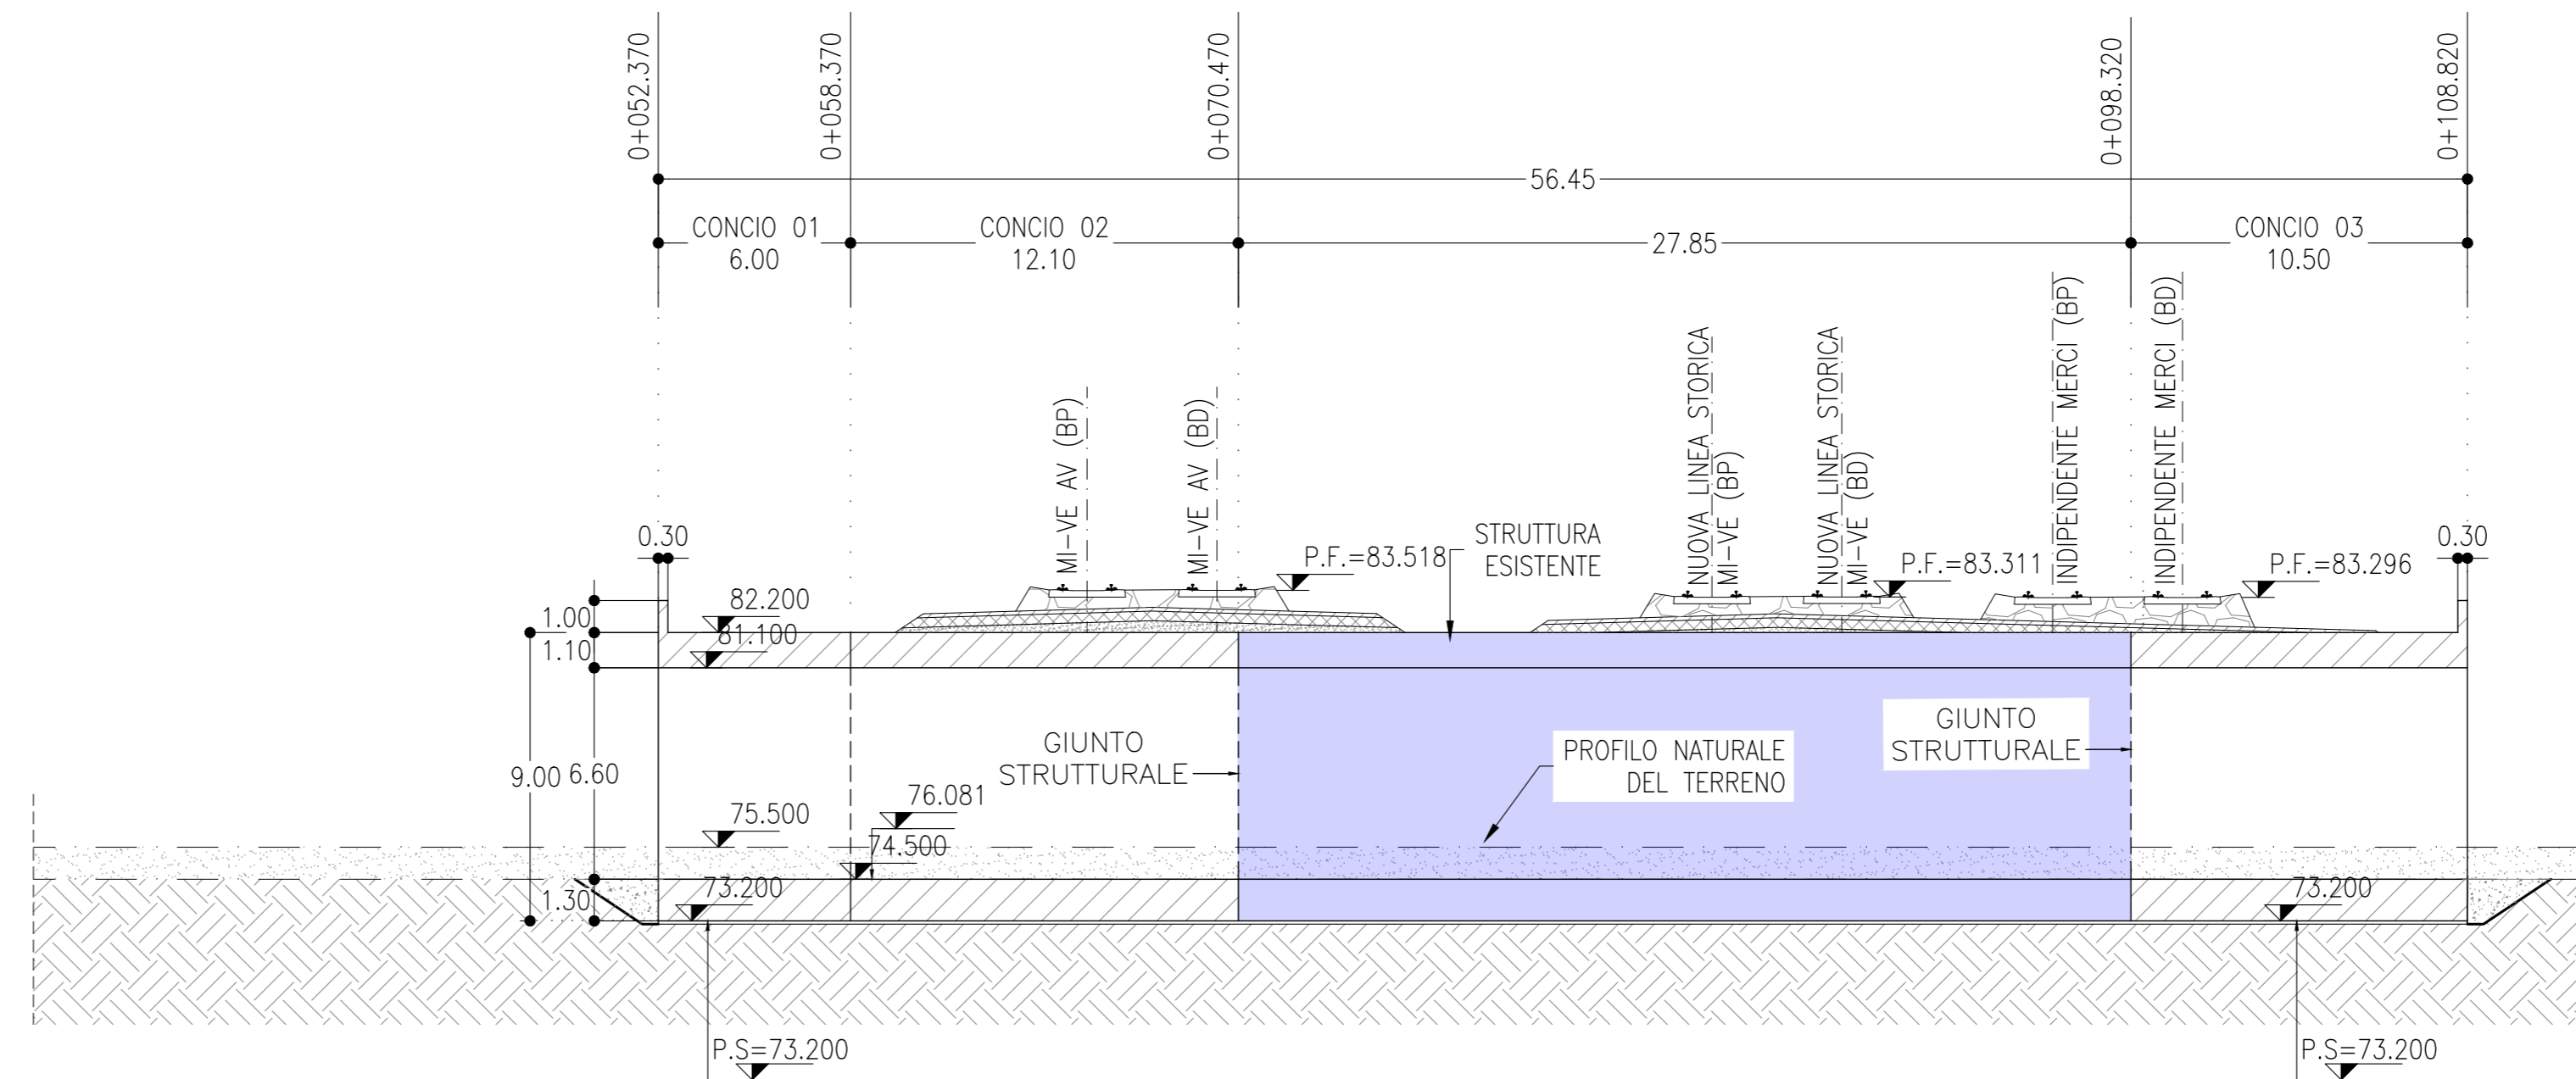 0+052.370
0+058.370
0+070.470
0+098.320
0+108.820
56.45
CONCIO 01
6.00
CONCIO 02
12.10
27.85
CONCIO 03
10.50
MI-VE AV (BP)
MI-VE AV (BD)
NUOVA LINEA STORICA
MI-VE (BP)
NUOVA LINEA STORICA
MI-VE (BD)
INDIPENDENTE MERCI (BP)
INDIPENDENTE MERCI (BD)
0.30
STRUTTURA
ESISTENTE
P.F.=83.518
P.F.=83.311
P.F.=83.296
0.30
1.00
82.200
1.10
81.100
9.00
6.60
GIUNTO
STRUTTURALE
PROFILO NATURALE
DEL TERRENO
GIUNTO
STRUTTURALE
75.500
76.081
74.500
1.30
73.200
73.200
P.S=73.200
P.S=73.200